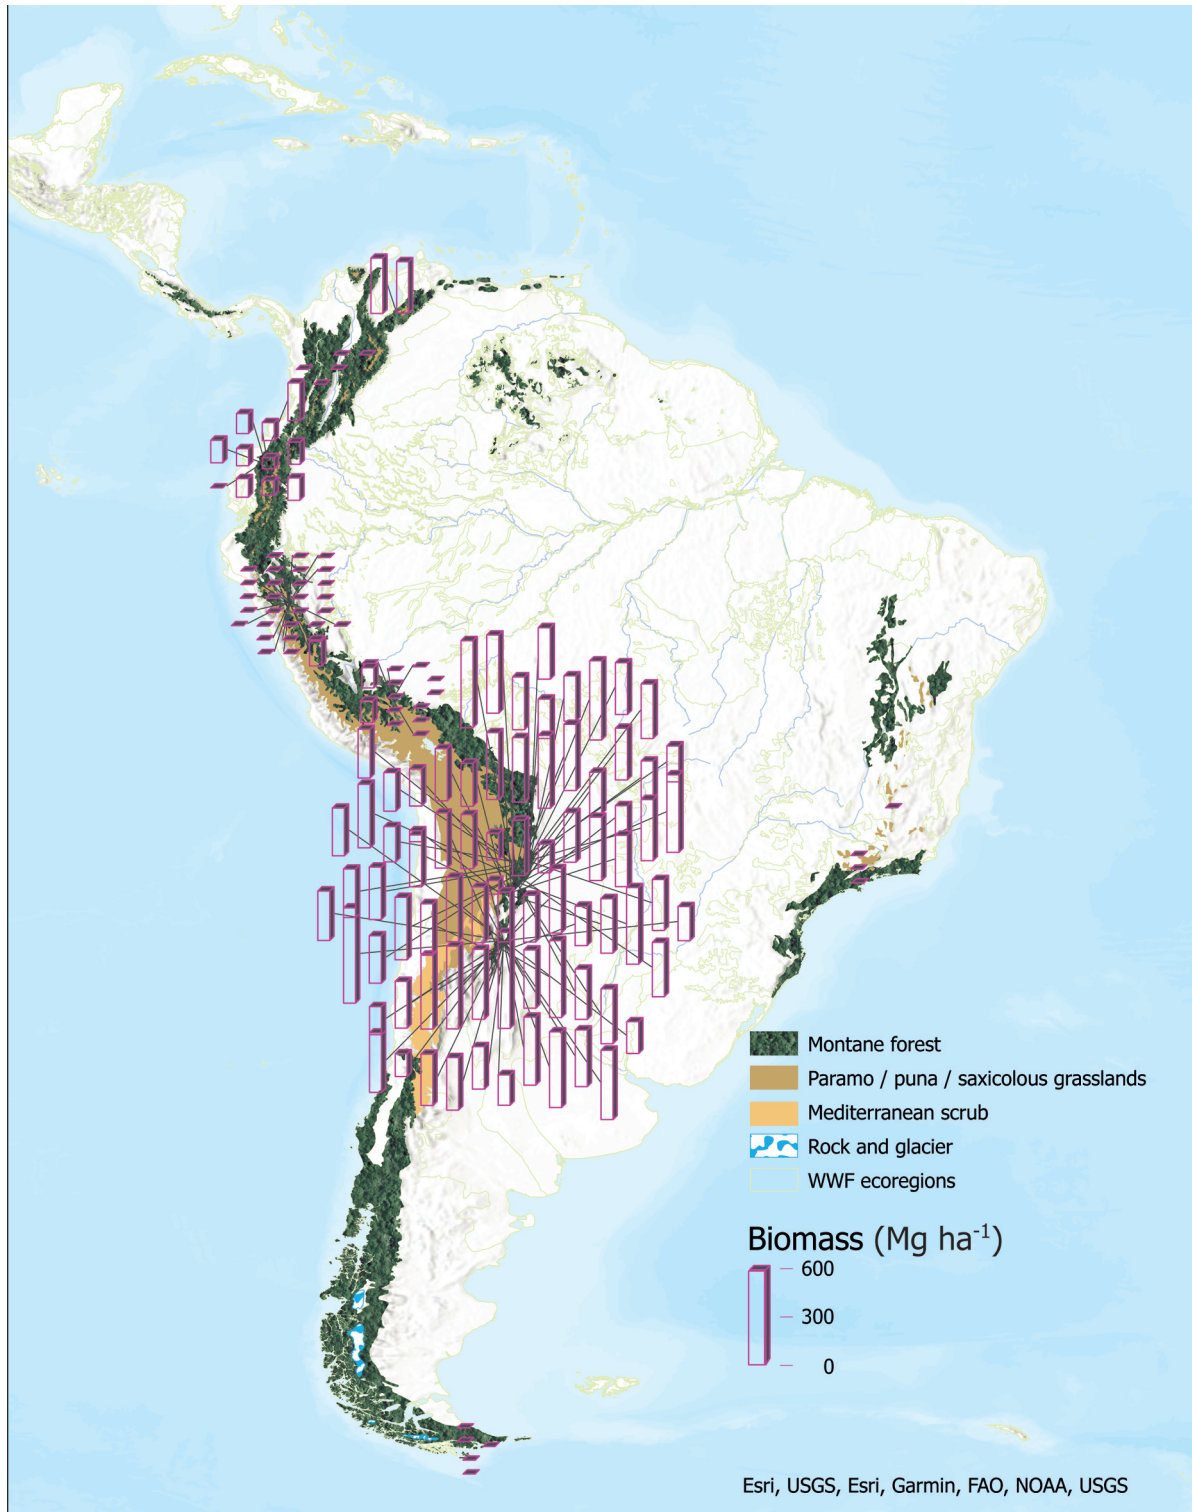 Montane forest
Paramo / puna / saxicolous grasslands
Mediterranean scrub
Rock and glacier
WWF ecoregions
Biomass (Mg ha⁻¹)
600
300
0
Esri, USGS, Esri, Garmin, FAO, NOAA, USGS